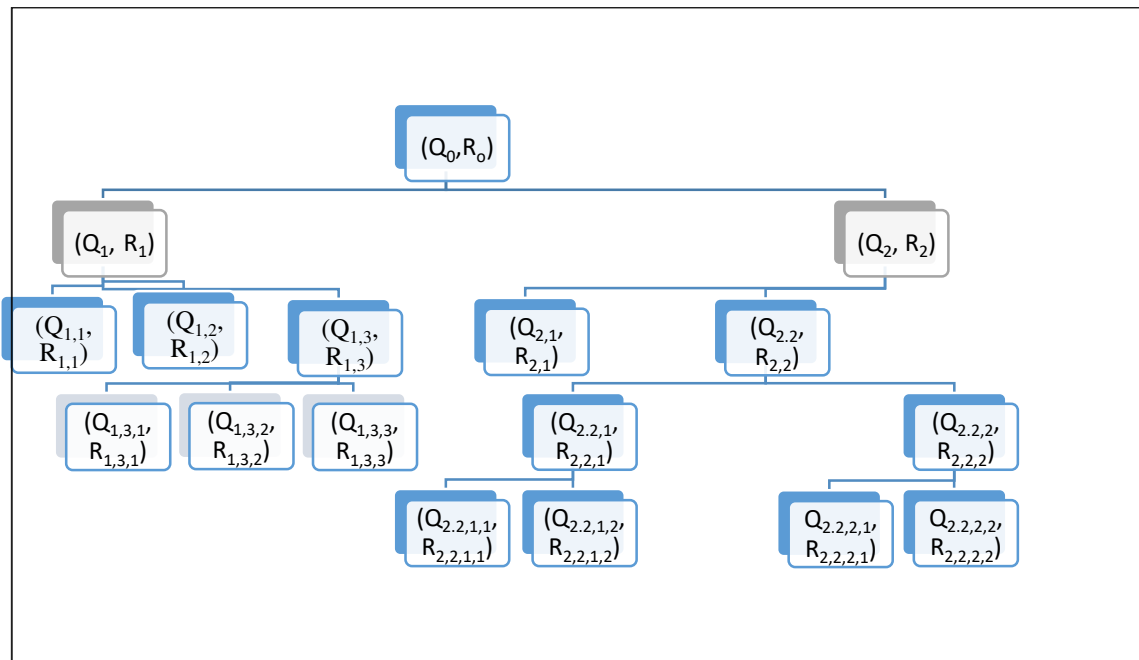 (Q₀,Rₒ)
(Q₁, R₁)
(Q₂, R₂)
(Q₁,₁,
R₁,₁)
(Q₁,₂,
R₁,₂)
(Q₁,₃,
R₁,₃)
(Q₂,₁,
R₂,₁)
(Q₂.₂,
R₂,₂)
(Q₁,₃,₁,
R₁,₃,₁)
(Q₁,₃,₂,
R₁,₃,₂)
(Q₁,₃,₃,
R₁,₃,₃)
(Q₂.₂,₁,
R₂,₂,₁)
(Q₂.₂,₂,
R₂,₂,₂)
(Q₂.₂,₁,₁,
R₂,₂,₁,₁)
(Q₂.₂,₁,₂,
R₂,₂,₁,₂)
Q₂.₂,₂,₁,
R₂,₂,₂,₁)
Q₂.₂,₂,₂,
R₂,₂,₂,₂)